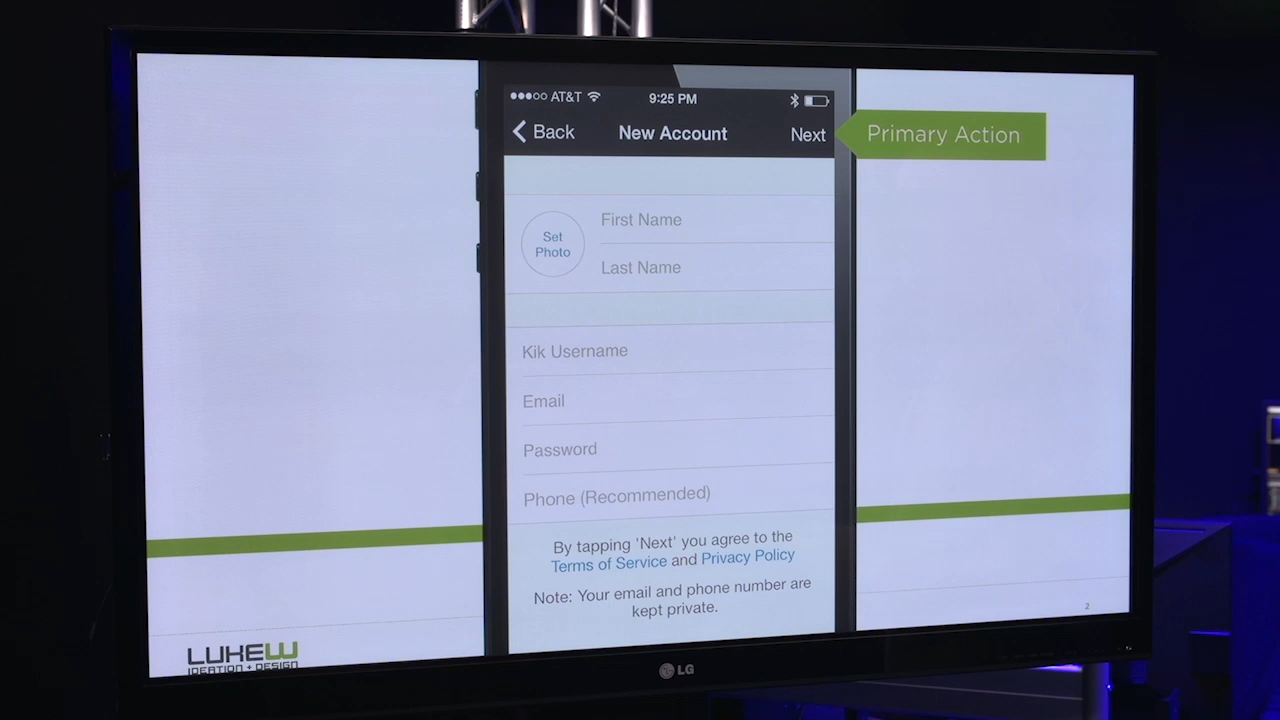 ●●●○○ AT&T 9:25 PM
Back New Account Next
Primary Action
Set
Photo
First Name
Last Name
Kik Username
Email
Password
Phone (Recommended)
By tapping 'Next' you agree to the
Terms of Service and Privacy Policy
Note: Your email and phone number are
kept private.
2
LUKEW
IDEATION + DESIGN
LG